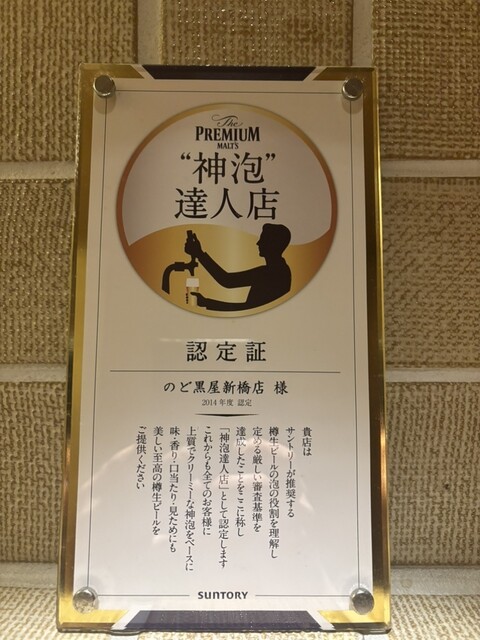 The
PREMIUM
MALT'S
“神泡”
達人店
認定証
のど黒屋新橋店 様
2014年度 認定
貴店は
サントリーが推奨する
樽生ビールの泡の役割を理解し
定める厳しい審査基準を
達成したことをここに称し
「神泡達人店」として認定します
これからも全てのお客様に
上質でクリーミーな神泡をベースに
味・香り・口当たり・見ためにも
美しい至高の樽生ビールを
ご提供ください
SUNTORY